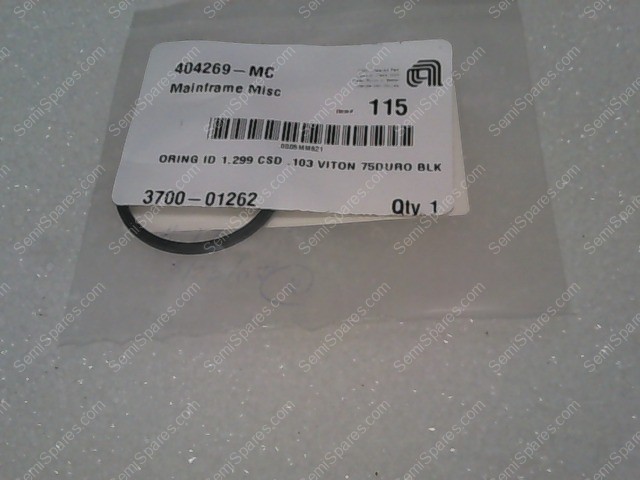 404269-MC
Mainframe Misc
Item# 115
ORING ID 1.299 CSD .103 VITON 75DURO BLK
3700-01262
Qty 1
SemiSpares.com